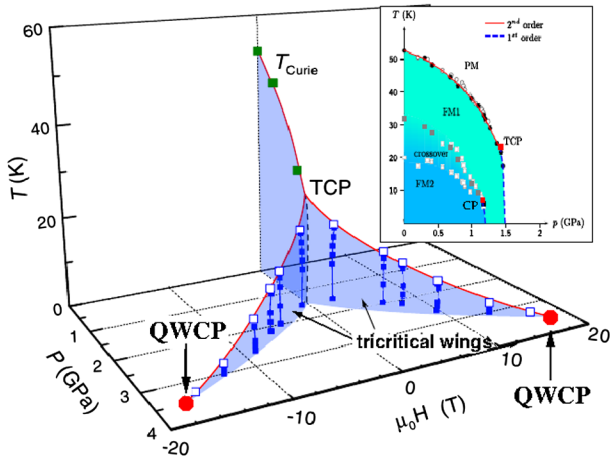 60
40
20
0
T (K)
T Curie
TCP
QWCP
QWCP
tricritical wings
1
2
3
4
P (GPa)
-20
-10
0
10
20
μ₀H (T)
T (K)
2nd order
1st order
PM
FM1
TCP
crossover
FM2
CP
50
40
30
20
10
0
0.5
1
1.5
2
p (GPa)